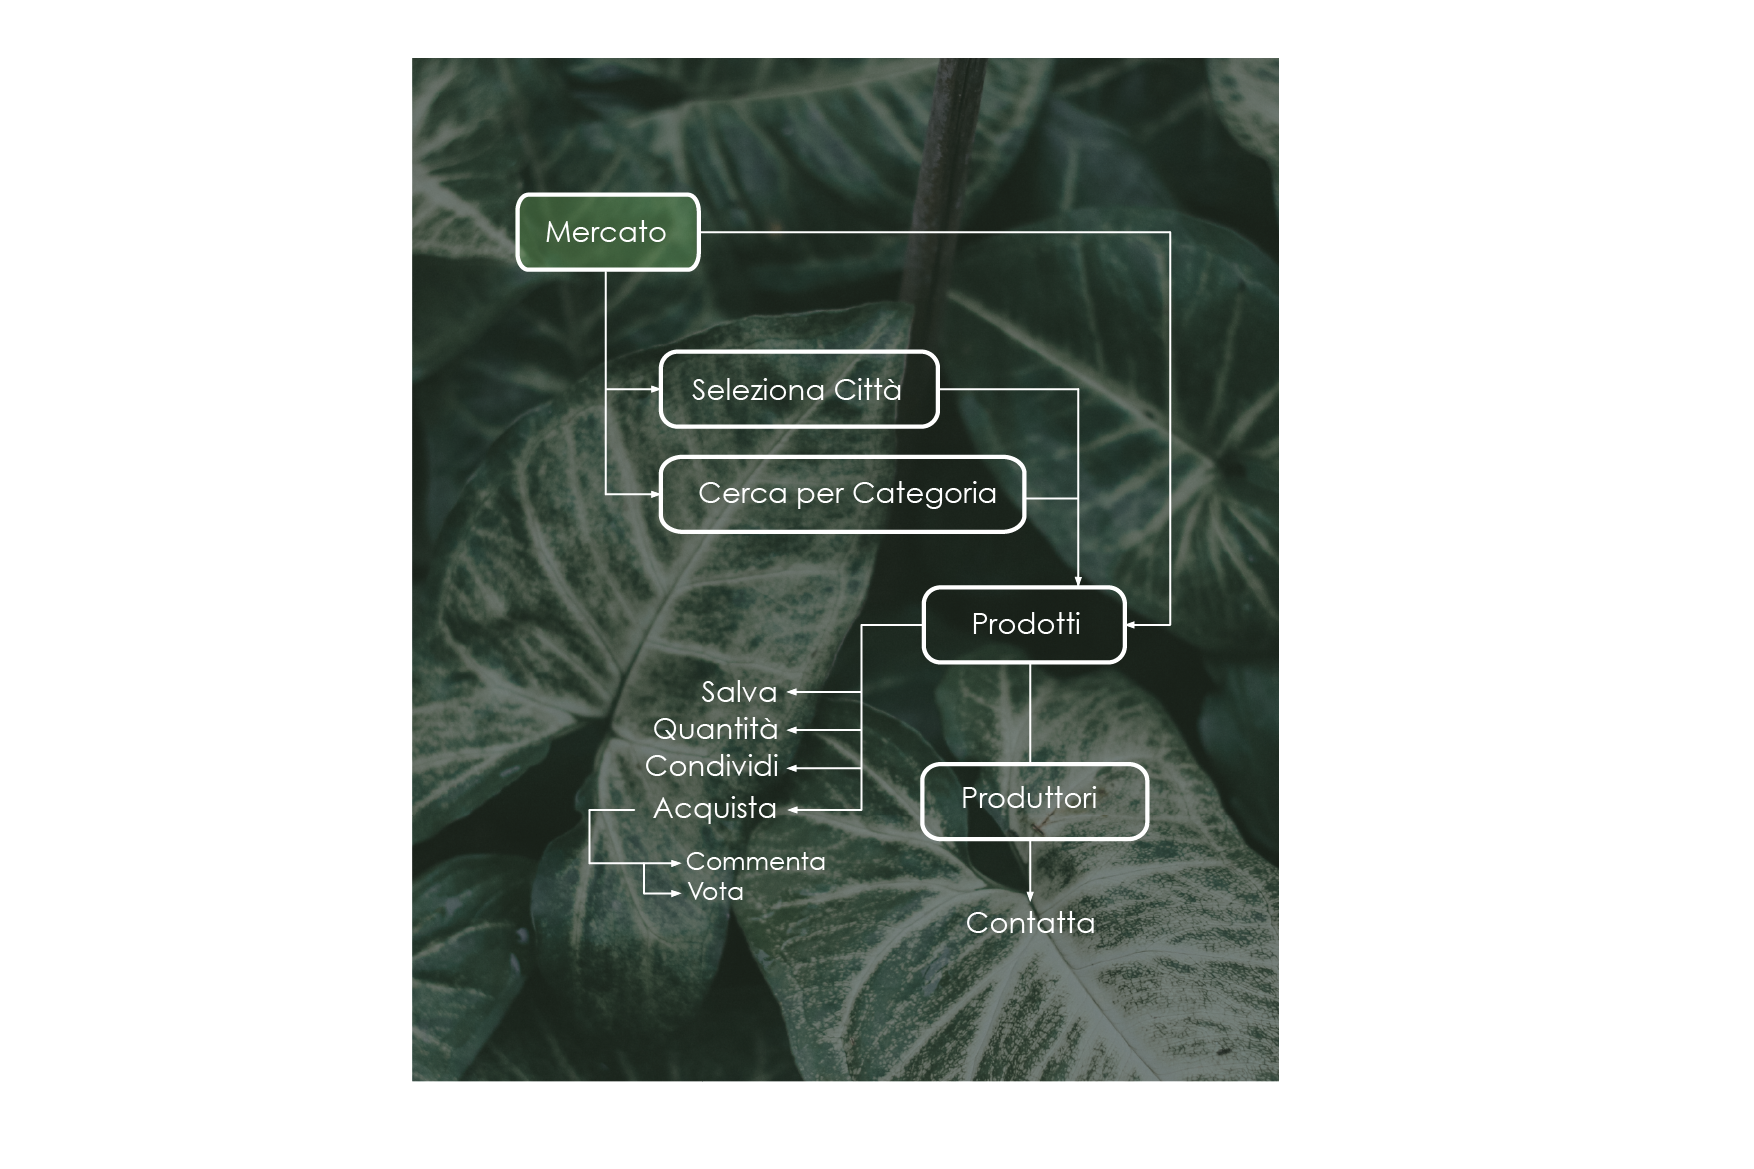 Mercato
Seleziona Città
Cerca per Categoria
Prodotti
Salva
Quantità
Condividi
Acquista
Commenta
Vota
Produttori
Contatta